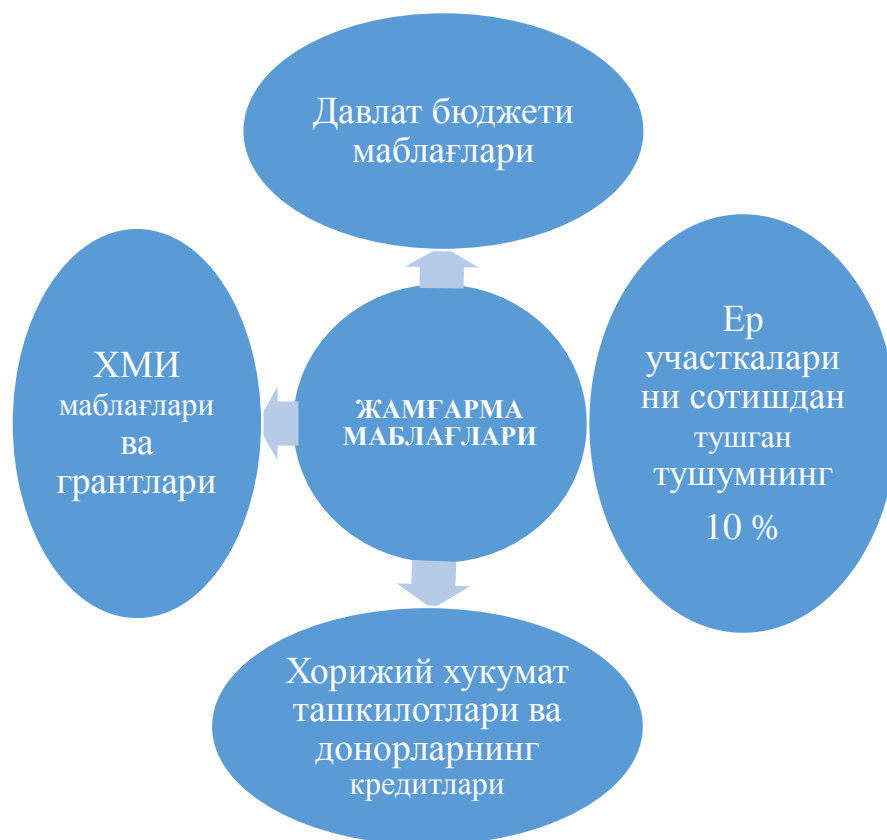 Давлат бюджети
маблағлари
ХМИ
маблағлари
ва
грантлари
ЖАМҒАРМА
МАБЛАҒЛАРИ
Ер
участкалари
ни сотишдан
тушган
тушумнинг
10 %
Хорижий хукумат
ташкилотлари ва
донорларнинг
кредитлари